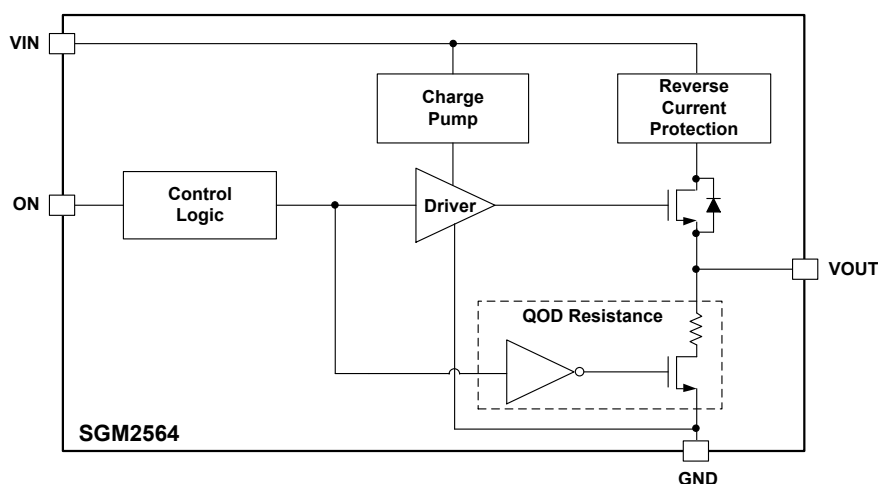 VIN
Charge
Pump
Reverse
Current
Protection
ON
Control
Logic
Driver
VOUT
QOD Resistance
SGM2564
GND